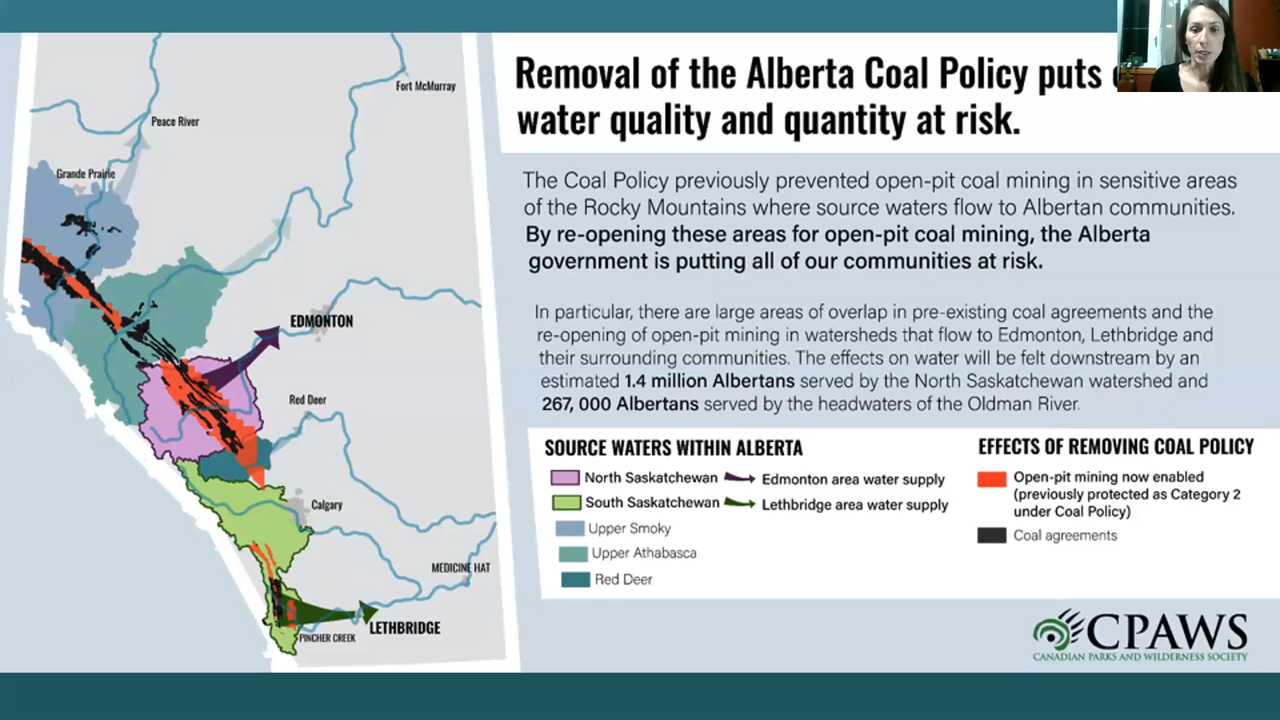 Removal of the Alberta Coal Policy puts
water quality and quantity at risk.
The Coal Policy previously prevented open-pit coal mining in sensitive areas
of the Rocky Mountains where source waters flow to Albertan communities.
By re-opening these areas for open-pit coal mining, the Alberta
government is putting all of our communities at risk.
In particular, there are large areas of overlap in pre-existing coal agreements and the
re-opening of open-pit mining in watersheds that flow to Edmonton, Lethbridge and
their surrounding communities. The effects on water will be felt downstream by an
estimated 1.4 million Albertans served by the North Saskatchewan watershed and
267, 000 Albertans served by the headwaters of the Oldman River.
SOURCE WATERS WITHIN ALBERTA
North Saskatchewan
Edmonton area water supply
South Saskatchewan
Lethbridge area water supply
Upper Smoky
Upper Athabasca
Red Deer
EFFECTS OF REMOVING COAL POLICY
Open-pit mining now enabled
(previously protected as Category 2
under Coal Policy)
Coal agreements
Fort McMurray
Peace River
Grande Prairie
EDMONTON
Red Deer
Calgary
MEDICINE HAT
LETHBRIDGE
PINCHER CREEK
CPAWS
CANADIAN PARKS AND WILDERNESS SOCIETY